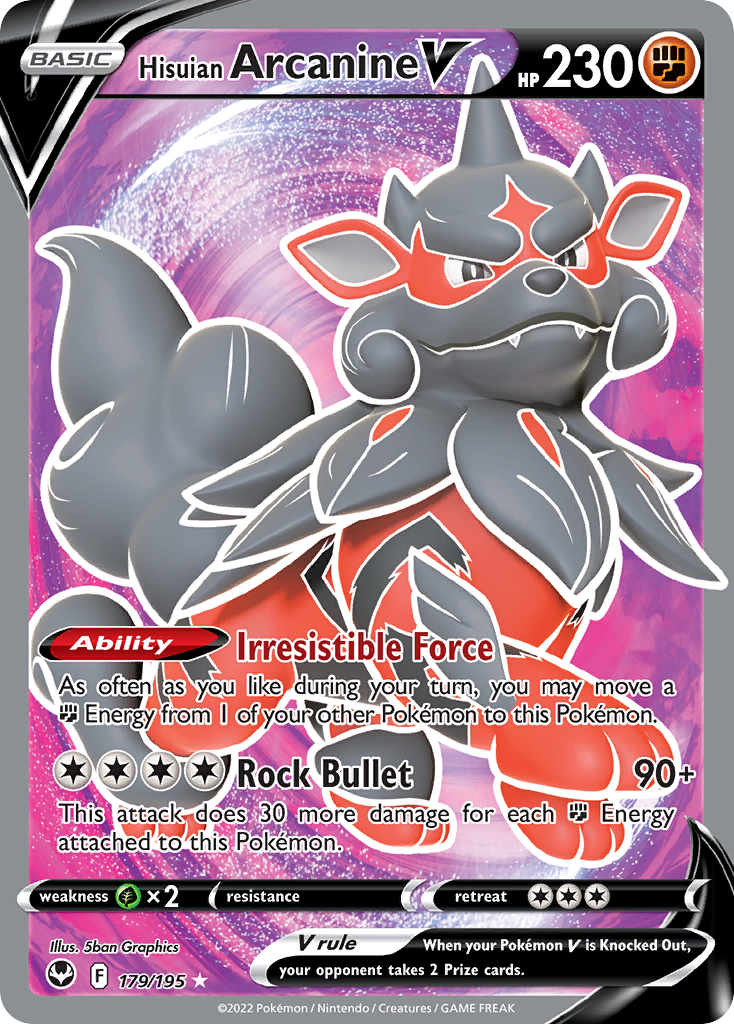 BASIC
Hisuian Arcanine V HP 230
Ability Irresistible Force
As often as you like during your turn, you may move a
Energy from 1 of your other Pokémon to this Pokémon.
Rock Bullet 90+
This attack does 30 more damage for each Energy
attached to this Pokémon.
weakness ×2 resistance retreat
Illus. 5ban Graphics
V rule When your Pokémon V is Knocked Out,
your opponent takes 2 Prize cards.
F 179/195 ★
©2022 Pokémon / Nintendo / Creatures / GAME FREAK